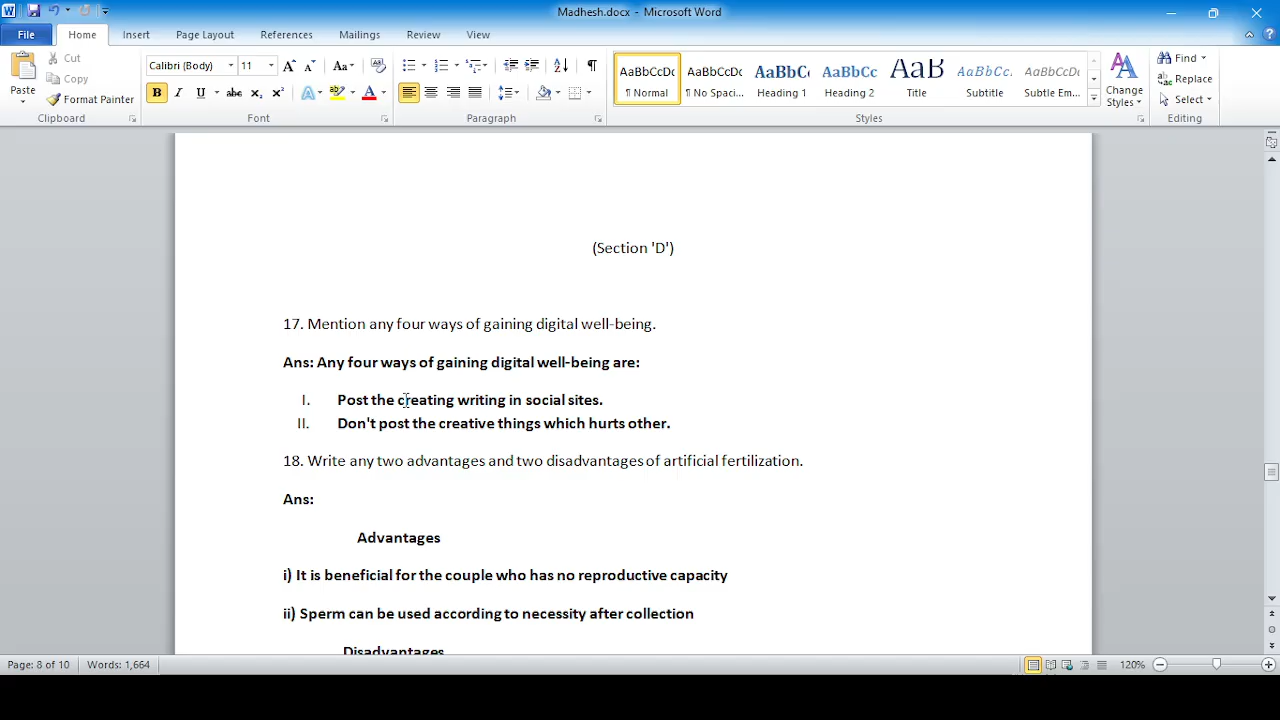 Madhesh.docx - Microsoft Word
File Home Insert Page Layout References Mailings Review View
Paste
Cut
Copy
Format Painter
Clipboard
Calibri (Body) 11
Font
Paragraph
AaBbCcDc AaBbCcDc AaBbC AaBbCc AaB AaBbCc. AaBbCcDc
¶ Normal ¶ No Spaci... Heading 1 Heading 2 Title Subtitle Subtle Em...
Styles
Change Styles
Find
Replace
Select
Editing
(Section 'D')
17. Mention any four ways of gaining digital well-being.
Ans: Any four ways of gaining digital well-being are:
I. Post the creating writing in social sites.
II. Don't post the creative things which hurts other.
18. Write any two advantages and two disadvantages of artificial fertilization.
Ans:
Advantages
i) It is beneficial for the couple who has no reproductive capacity
ii) Sperm can be used according to necessity after collection
Disadvantages
Page: 8 of 10 Words: 1,664 120%